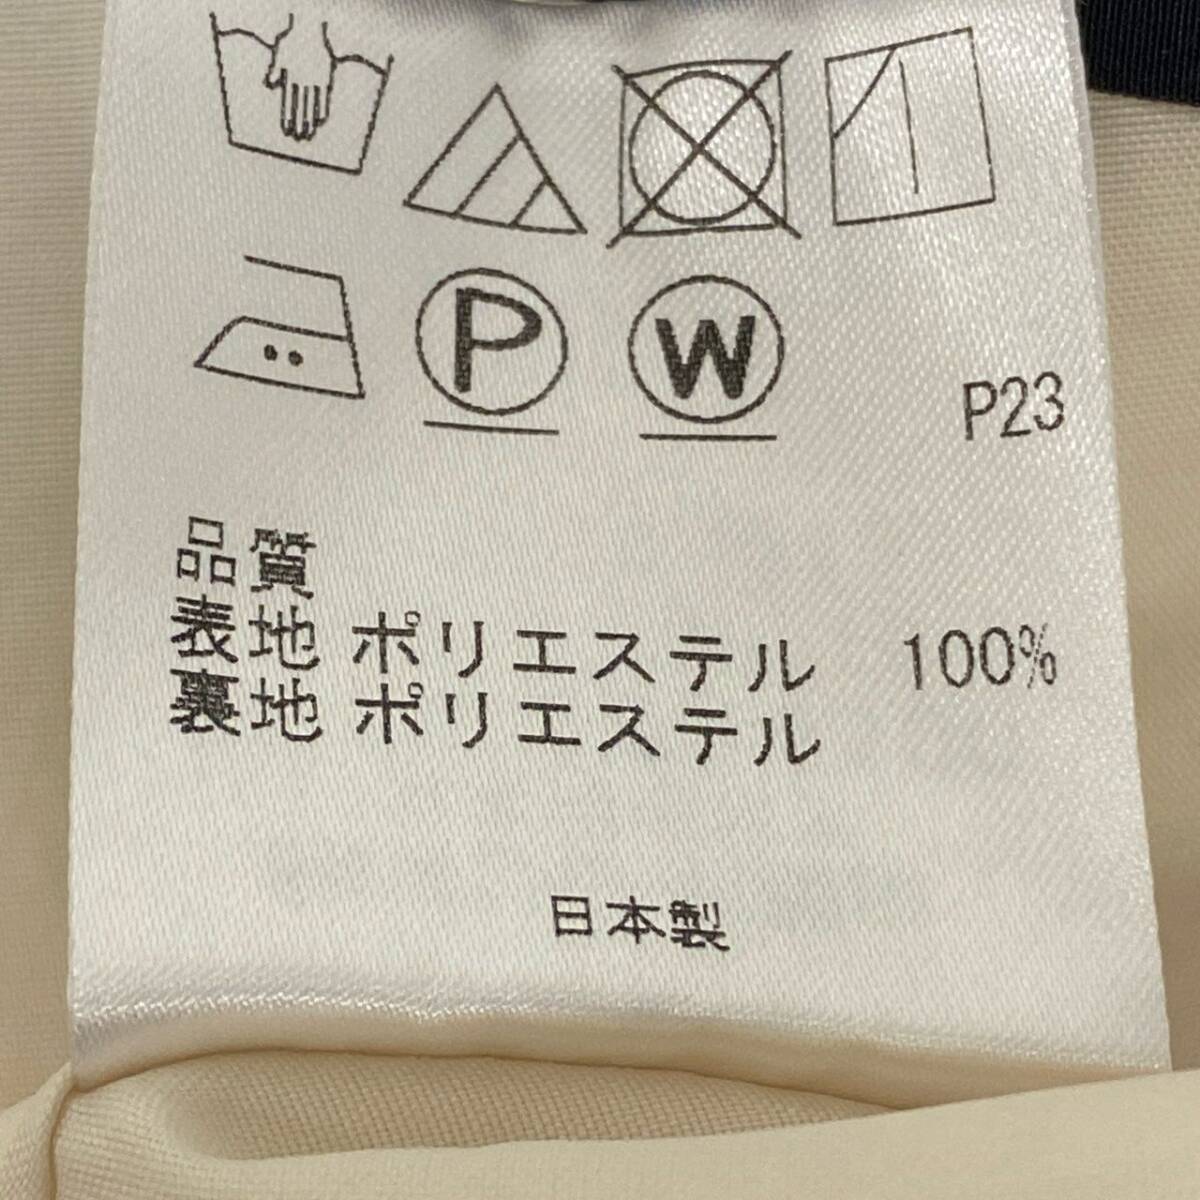 P W P23
品質
表地 ポリエステル 100%
裏地 ポリエステル
日本製